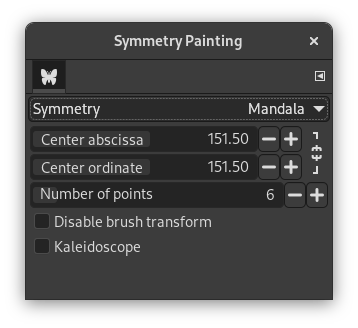 Symmetry Painting
Symmetry Mandala
Center abscissa 151.50
Center ordinate 151.50
Number of points 6
Disable brush transform
Kaleidoscope